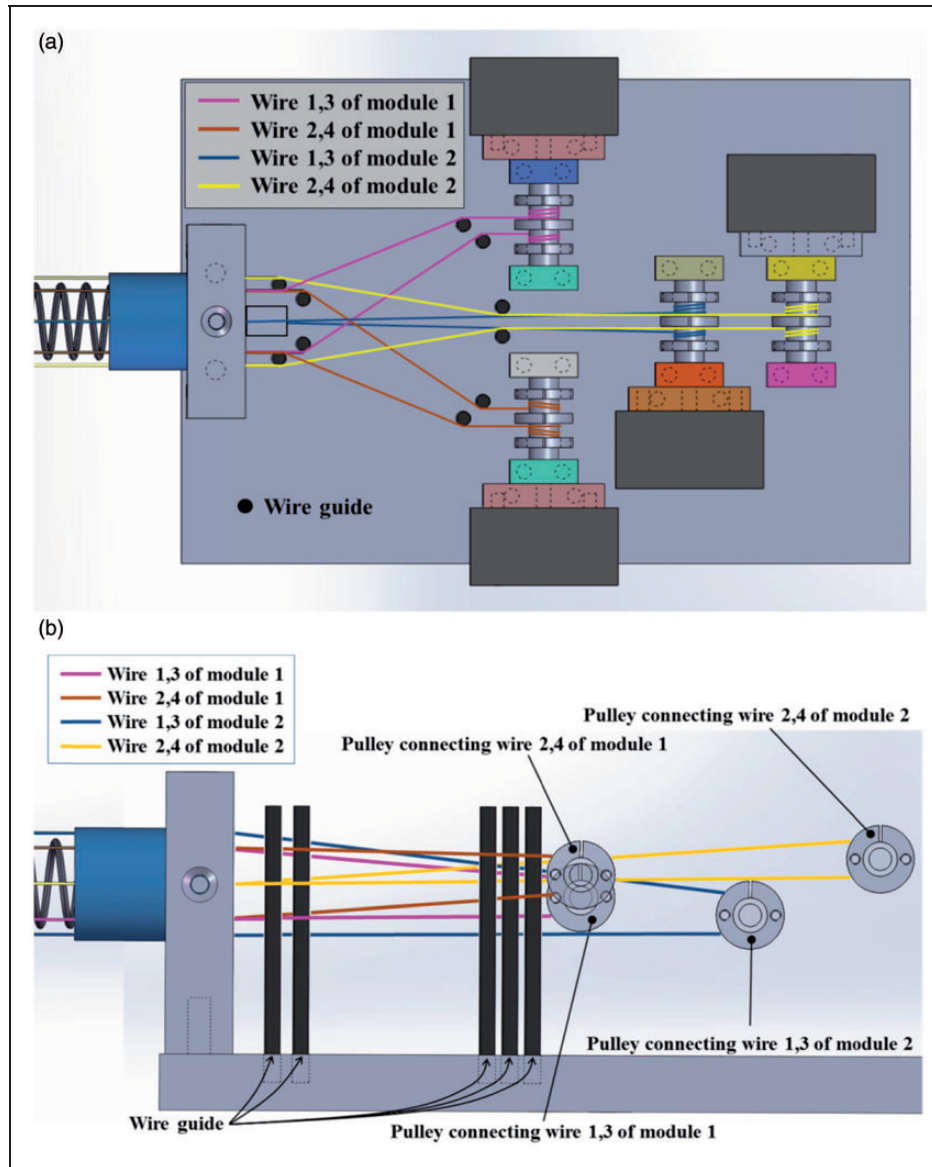 (a)
Wire 1,3 of module 1
Wire 2,4 of module 1
Wire 1,3 of module 2
Wire 2,4 of module 2
Wire guide
(b)
Wire 1,3 of module 1
Wire 2,4 of module 1
Wire 1,3 of module 2
Wire 2,4 of module 2
Pulley connecting wire 2,4 of module 2
Pulley connecting wire 2,4 of module 1
Pulley connecting wire 1,3 of module 2
Wire guide
Pulley connecting wire 1,3 of module 1